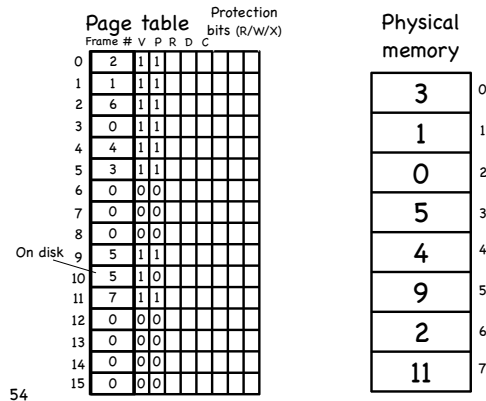 Page table
Protection
bits (R/W/X)
Frame # V P R D C
0 2 1 1
1 1 1 1
2 6 1 1
3 0 1 1
4 4 1 1
5 3 1 1
6 0 0 0
7 0 0 0
8 0 0 0
On disk
9 5 1 1
10 5 1 0
11 7 1 1
12 0 0 0
13 0 0 0
14 0 0 0
15 0 0 0
54
Physical
memory
3 0
1 1
0 2
5 3
4 4
9 5
2 6
11 7